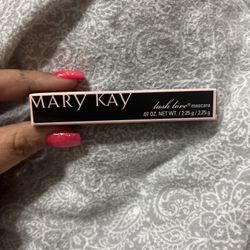 MARY KAY
lash love® mascara
.07 OZ. NET WT. / 2.25 g / 2,25 g